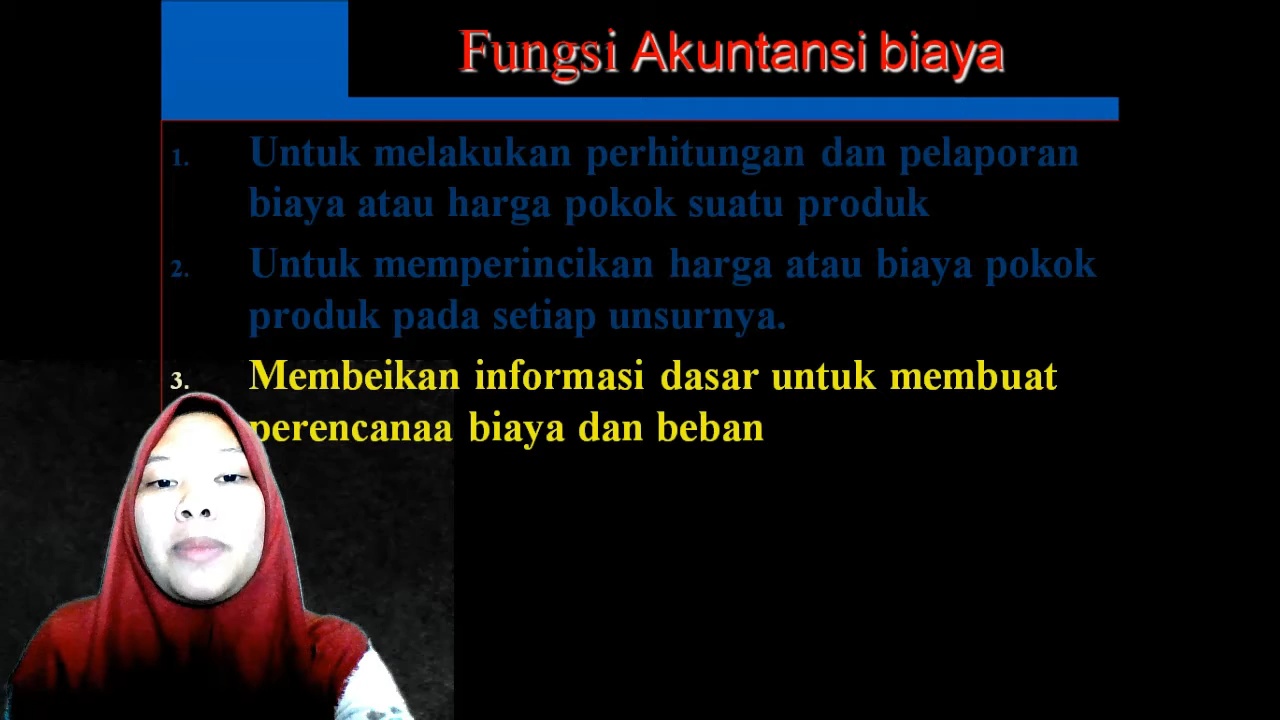 Fungsi Akuntansi biaya
1. Untuk melakukan perhitungan dan pelaporan
biaya atau harga pokok suatu produk
2. Untuk memperincikan harga atau biaya pokok
produk pada setiap unsurnya.
3. Membeikan informasi dasar untuk membuat
perencanaa biaya dan beban